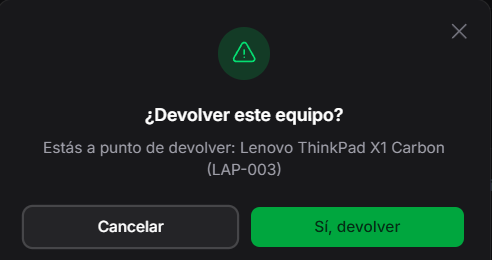 ¿Devolver este equipo?
Estás a punto de devolver: Lenovo ThinkPad X1 Carbon
(LAP-003)
Cancelar
Sí, devolver